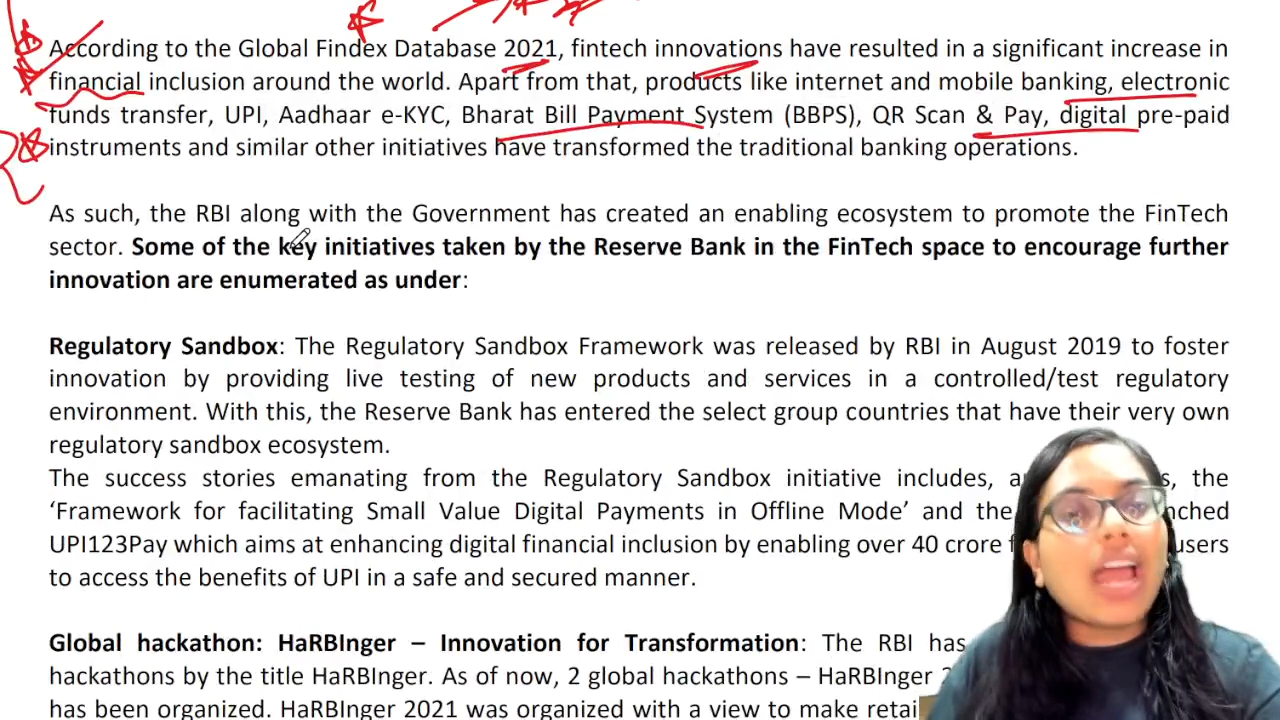 According to the Global Findex Database 2021, fintech innovations have resulted in a significant increase in
financial inclusion around the world. Apart from that, products like internet and mobile banking, electronic
funds transfer, UPI, Aadhaar e-KYC, Bharat Bill Payment System (BBPS), QR Scan & Pay, digital pre-paid
instruments and similar other initiatives have transformed the traditional banking operations.
As such, the RBI along with the Government has created an enabling ecosystem to promote the FinTech
sector. Some of the key initiatives taken by the Reserve Bank in the FinTech space to encourage further
innovation are enumerated as under:
Regulatory Sandbox: The Regulatory Sandbox Framework was released by RBI in August 2019 to foster
innovation by providing live testing of new products and services in a controlled/test regulatory
environment. With this, the Reserve Bank has entered the select group countries that have their very own
regulatory sandbox ecosystem.
The success stories emanating from the Regulatory Sandbox initiative includes, the
‘Framework for facilitating Small Value Digital Payments in Offline Mode’ and the
UPI123Pay which aims at enhancing digital financial inclusion by enabling over 40 crore users
to access the benefits of UPI in a safe and secured manner.
Global hackathon: HaRBInger – Innovation for Transformation: The RBI has
hackathons by the title HaRBInger. As of now, 2 global hackathons – HaRBInger
has been organized. HaRBInger 2021 was organized with a view to make